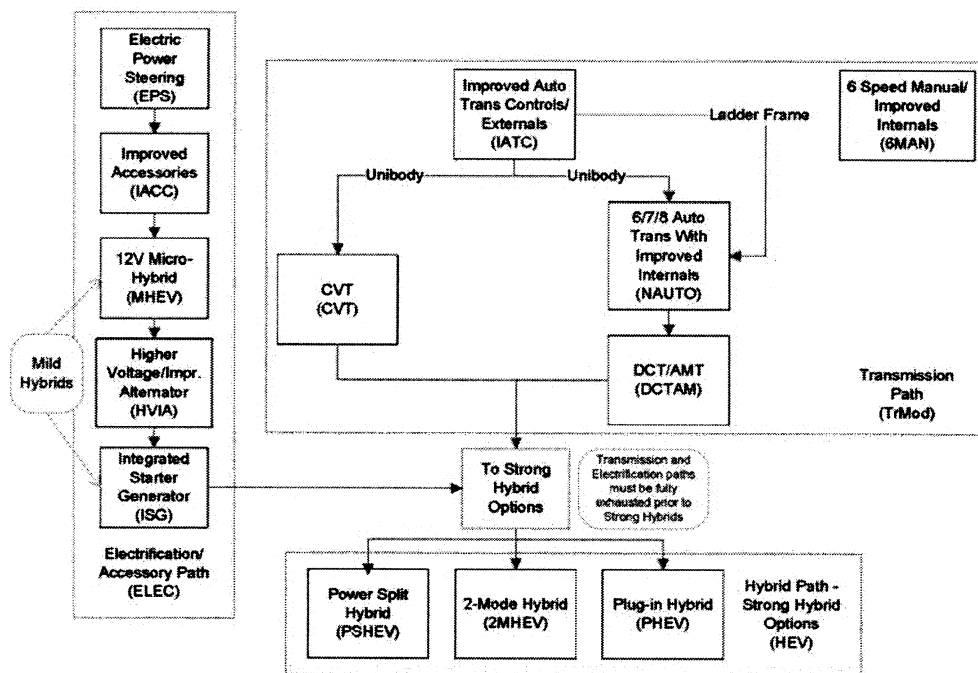 Electric
Power
Steering
(EPS)
Improved
Accessories
(IACC)
12V Micro-
Hybrid
(MHEV)
Mild
Hybrids
Higher
Voltage/Impr.
Alternator
(HVIA)
Integrated
Starter
Generator
(ISG)
Electrification/
Accessory Path
(ELEC)
Improved Auto
Trans Controls/
Externals
(IATC)
Ladder Frame
6 Speed Manual/
Improved
Internals
(6MAN)
Unibody
Unibody
CVT
(CVT)
6/7/8 Auto
Trans With
Improved
Internals
(NAUTO)
DCT/AMT
(DCTAM)
Transmission
Path
(TrMod)
To Strong
Hybrid
Options
Transmission and
Electrification paths
must be fully
exhausted prior to
Strong Hybrids
Power Split
Hybrid
(PSHEV)
2-Mode Hybrid
(2MHEV)
Plug-in Hybrid
(PHEV)
Hybrid Path -
Strong Hybrid
Options
(HEV)